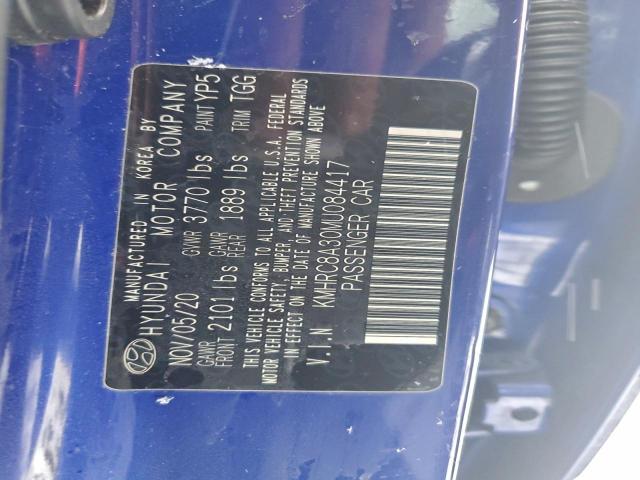 MANUFACTURED IN KOREA BY
HYUNDAI MOTOR COMPANY
NOV/05/20 GVWR 3770 lbs PAINT YP5
GAWR FRONT 2101 lbs GAWR REAR 1889 lbs TRIM TGG
THIS VEHICLE CONFORMS TO ALL APPLICABLE U.S.A. FEDERAL
MOTOR VEHICLE SAFETY, BUMPER, AND THEFT PREVENTION STANDARDS
IN EFFECT ON THE DATE OF MANUFACTURE SHOWN ABOVE
V.I.N KMHRC8A30MU084417
PASSENGER CAR